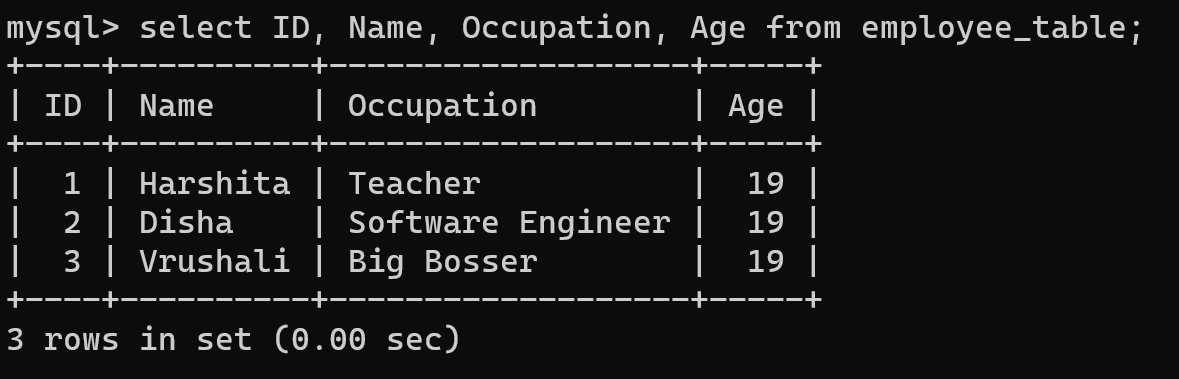 mysql> select ID, Name, Occupation, Age from employee_table;
+----+----------+-------------------+-----+
| ID | Name     | Occupation        | Age |
+----+----------+-------------------+-----+
|  1 | Harshita | Teacher           |  19 |
|  2 | Disha    | Software Engineer |  19 |
|  3 | Vrushali | Big Bosser        |  19 |
+----+----------+-------------------+-----+
3 rows in set (0.00 sec)